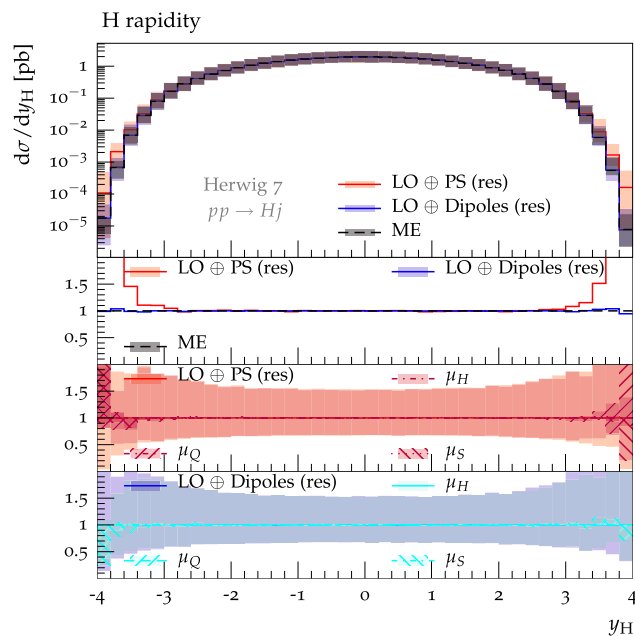 H rapidity
dσ/dy_H [pb]
1
10⁻¹
10⁻²
10⁻³
10⁻⁴
10⁻⁵
Herwig 7
pp → Hj
LO ⊕ PS (res)
LO ⊕ Dipoles (res)
ME
LO ⊕ PS (res) LO ⊕ Dipoles (res)
1.5
1
0.5
ME
LO ⊕ PS (res) μ_H
1.5
1
0.5
μ_Q μ_S
LO ⊕ Dipoles (res) μ_H
1.5
1
0.5
μ_Q μ_S
-4 -3 -2 -1 0 1 2 3 4
y_H